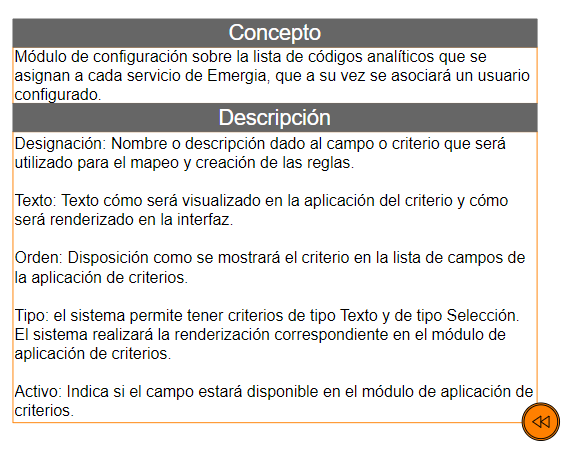 Concepto
Módulo de configuración sobre la lista de códigos analíticos que se
asignan a cada servicio de Emergia, que a su vez se asociará un usuario
configurado.
Descripción
Designación: Nombre o descripción dado al campo o criterio que será
utilizado para el mapeo y creación de las reglas.
Texto: Texto cómo será visualizado en la aplicación del criterio y cómo
será renderizado en la interfaz.
Orden: Disposición como se mostrará el criterio en la lista de campos de
la aplicación de criterios.
Tipo: el sistema permite tener criterios de tipo Texto y de tipo Selección.
El sistema realizará la renderización correspondiente en el módulo de
aplicación de criterios.
Activo: Indica si el campo estará disponible en el módulo de aplicación de
criterios.